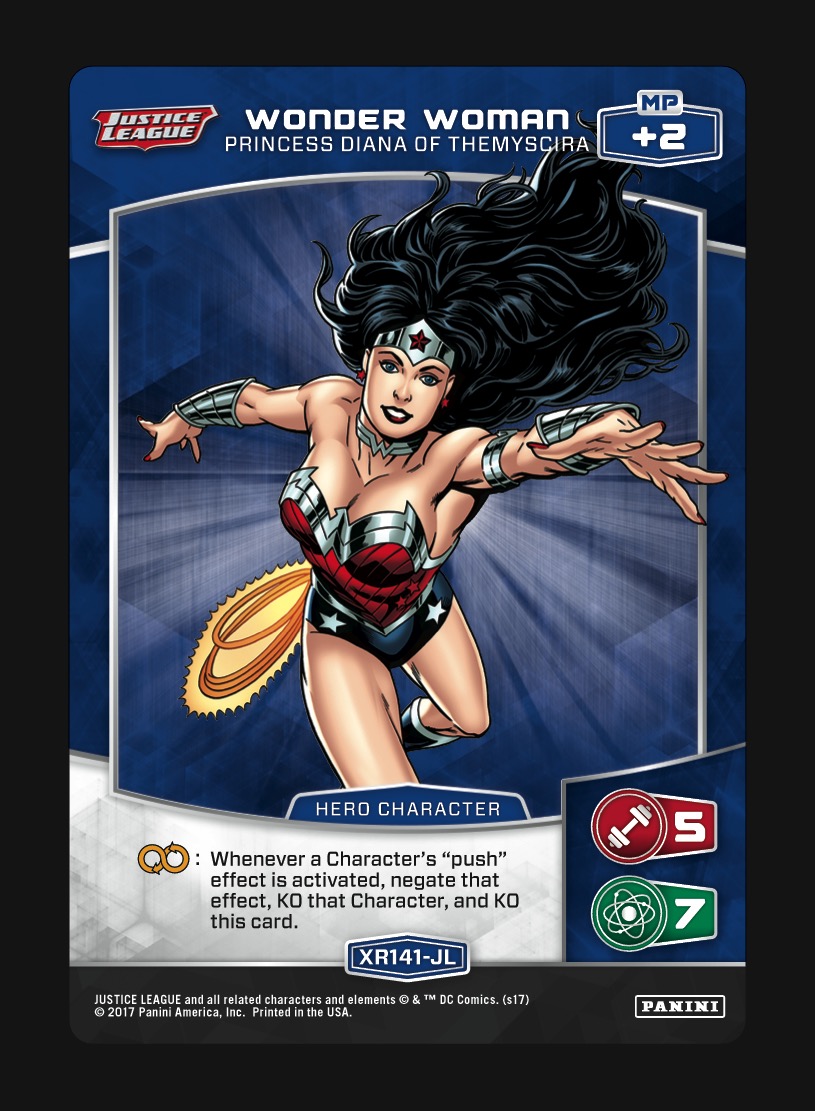 JUSTICE
LEAGUE
WONDER WOMAN
PRINCESS DIANA OF THEMYSCIRA
MP
+2
HERO CHARACTER
: Whenever a Character’s “push”
effect is activated, negate that
effect, KO that Character, and KO
this card.
5
7
XR141-JL
JUSTICE LEAGUE and all related characters and elements © & ™ DC Comics. (s17)
© 2017 Panini America, Inc. Printed in the USA.
PANINI